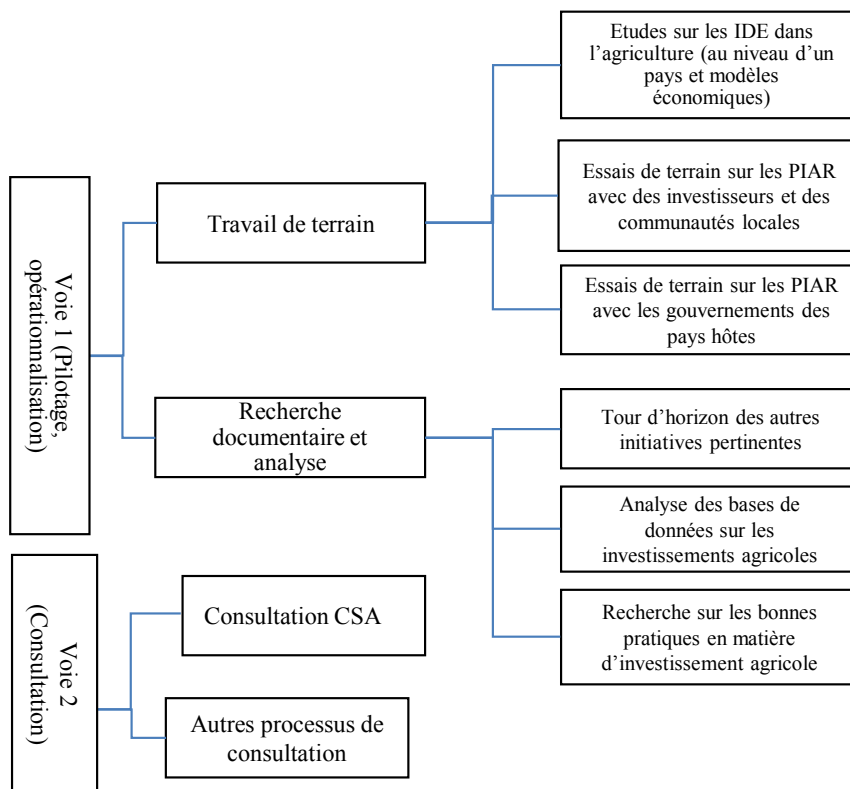 Voie 1 (Pilotage,
opérationnalisation)
Travail de terrain
Etudes sur les IDE dans
l’agriculture (au niveau d’un
pays et modèles
économiques)
Essais de terrain sur les PIAR
avec des investisseurs et des
communautés locales
Essais de terrain sur les PIAR
avec les gouvernements des
pays hôtes
Recherche
documentaire et
analyse
Tour d’horizon des autres
initiatives pertinentes
Analyse des bases de
données sur les
investissements agricoles
Recherche sur les bonnes
pratiques en matière
d’investissement agricole
Voie 2
(Consultation)
Consultation CSA
Autres processus de
consultation